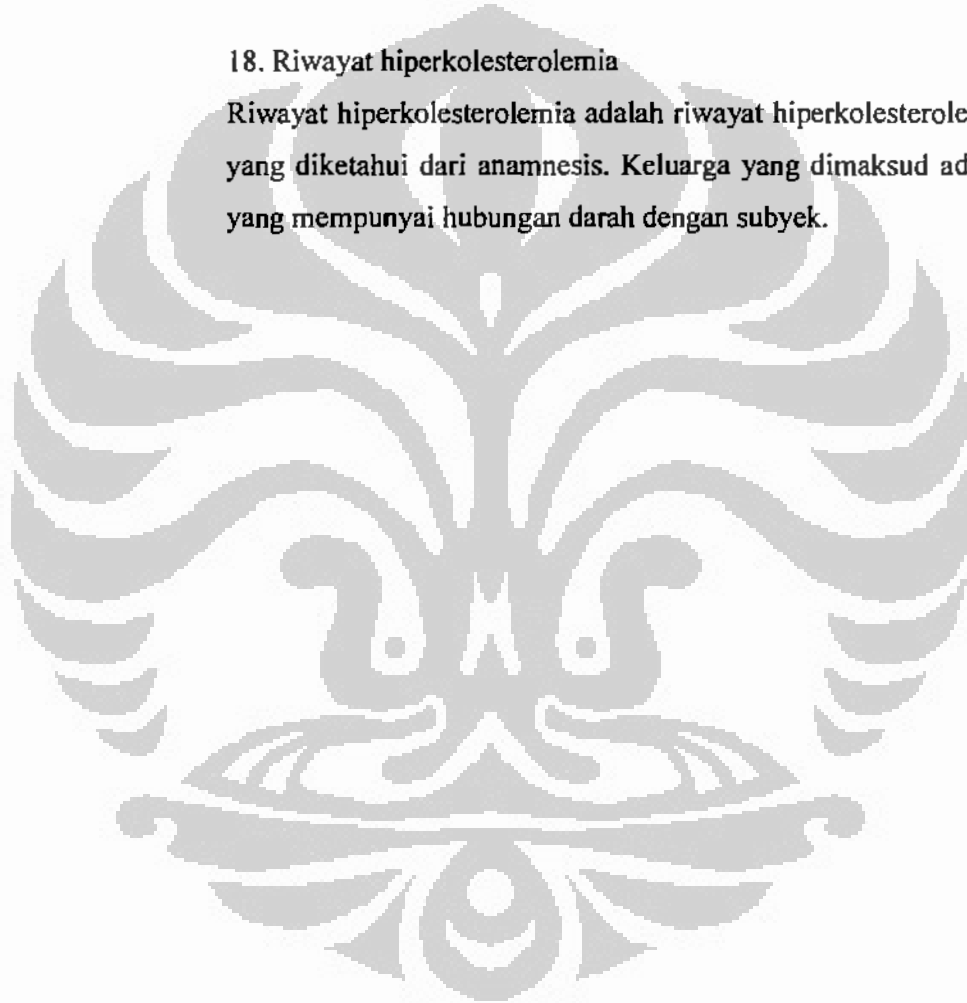 18. Riwayat hiperkolesterolemia
Riwayat hiperkolesterolemia adalah riwayat hiperkolesterole
yang diketahui dari anamnesis. Keluarga yang dimaksud ad
yang mempunyai hubungan darah dengan subyek.